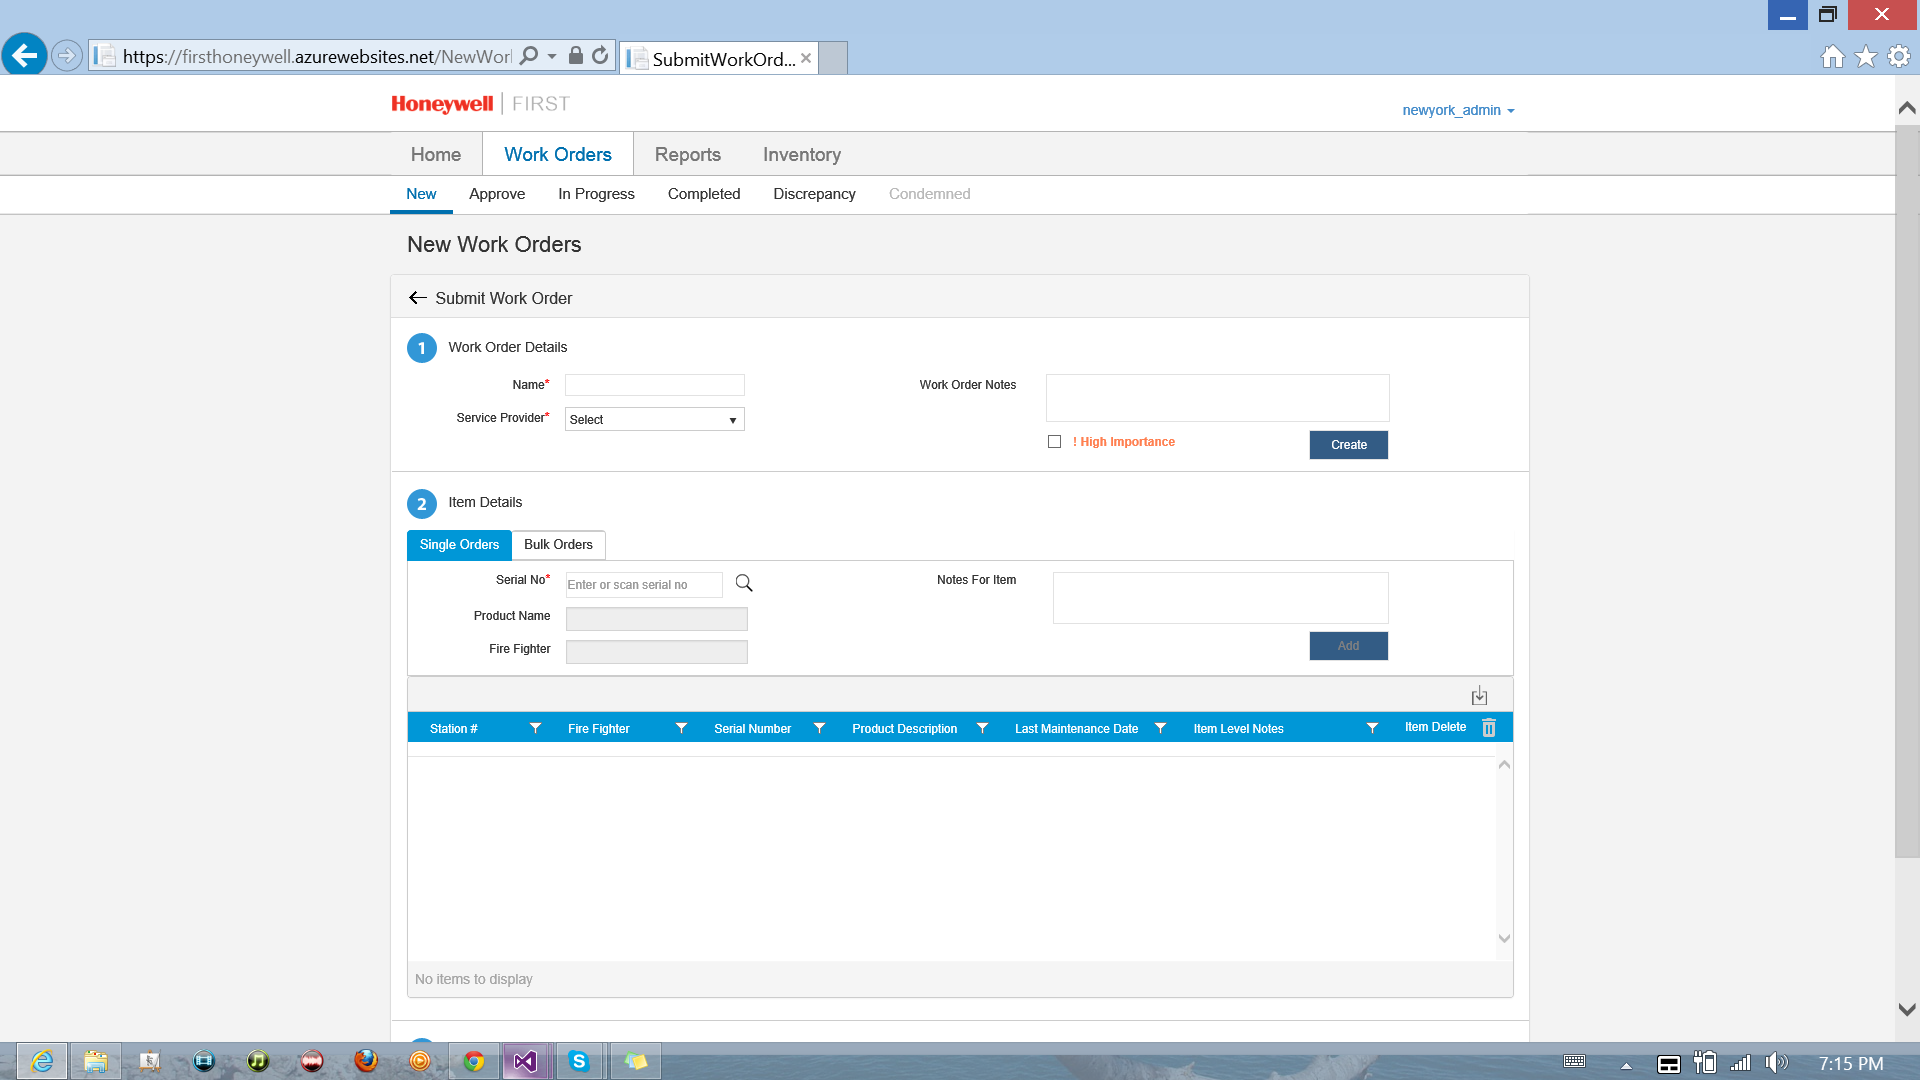 https://firsthoneywell.azurewebsites.net/NewWorl
SubmitWorkOrd...
Honeywell | FIRST
newyork_admin
Home Work Orders Reports Inventory
New Approve In Progress Completed Discrepancy Condemned
New Work Orders
Submit Work Order
1 Work Order Details
Name* Work Order Notes
Service Provider* Select
! High Importance Create
2 Item Details
Single Orders Bulk Orders
Serial No* Enter or scan serial no Notes For Item
Product Name
Fire Fighter Add
Station # Fire Fighter Serial Number Product Description Last Maintenance Date Item Level Notes Item Delete
No items to display
7:15 PM